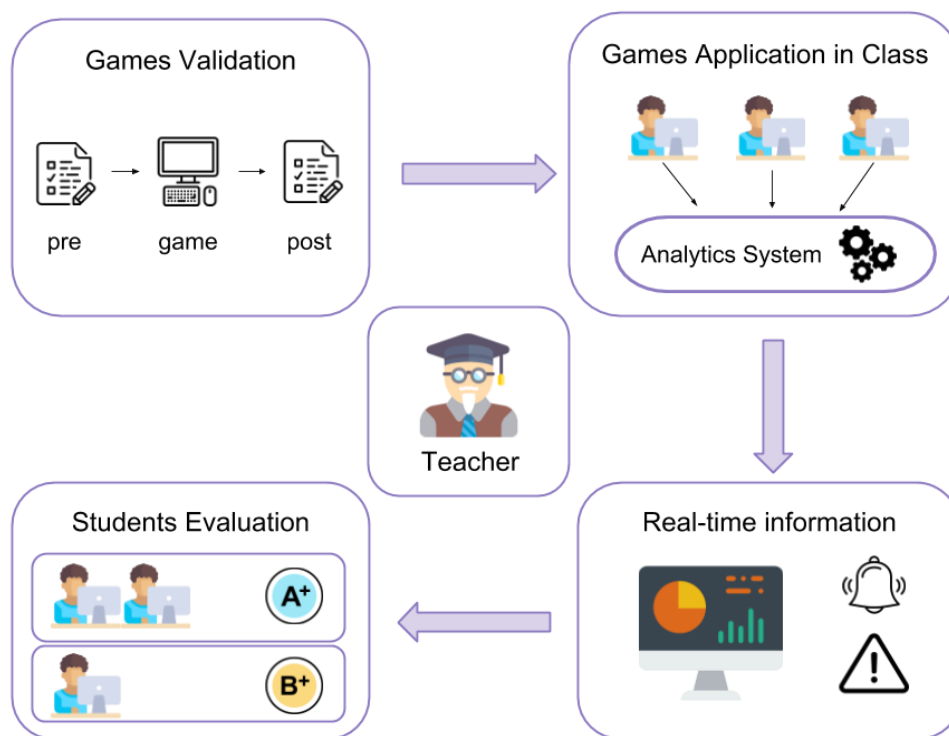 Games Validation
pre
game
post
Games Application in Class
Analytics System
Teacher
Students Evaluation
A+
B+
Real-time information